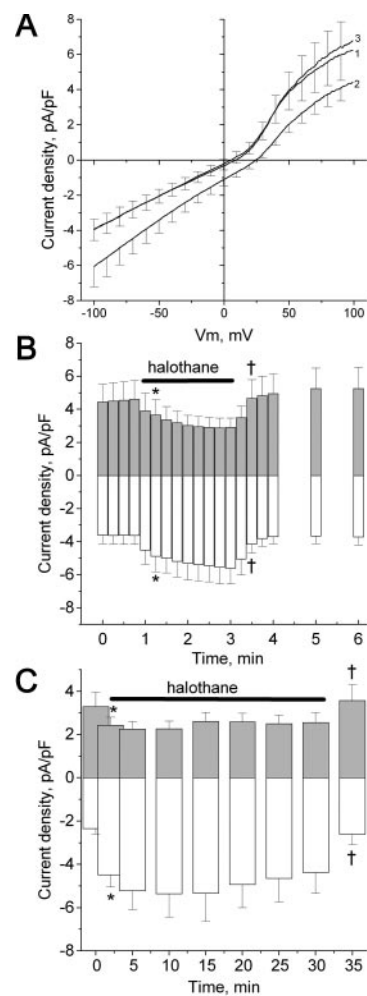 A
8
6
4
2
0
-2
-4
-6
-8
Current density, pA/pF
3
1
2
-100 -50 0 50 100
Vm, mV
B
halothane
8
6
4
2
0
-2
-4
-6
-8
Current density, pA/pF
* †
* †
0 1 2 3 4 5 6
Time, min
C
halothane
4
2
0
-2
-4
-6
-8
Current density, pA/pF
* †
* †
0 5 10 15 20 25 30 35
Time, min